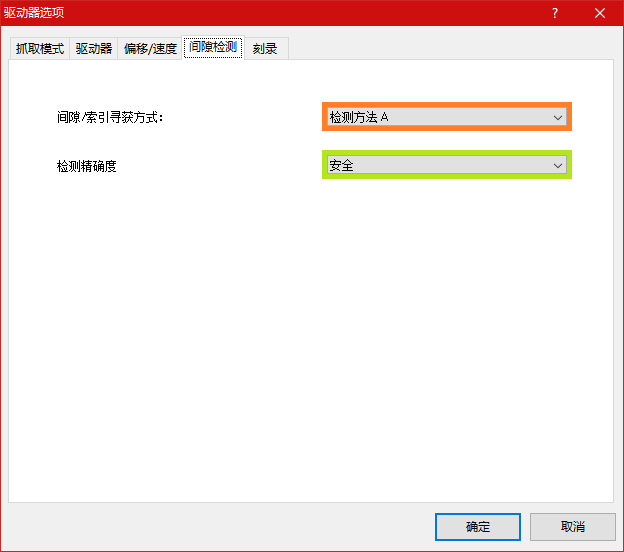 驱动器选项
抓取模式 驱动器 偏移/速度 间隙检测 刻录
间隙/索引寻获方式： 检测方法 A
检测精确度 安全
确定 取消